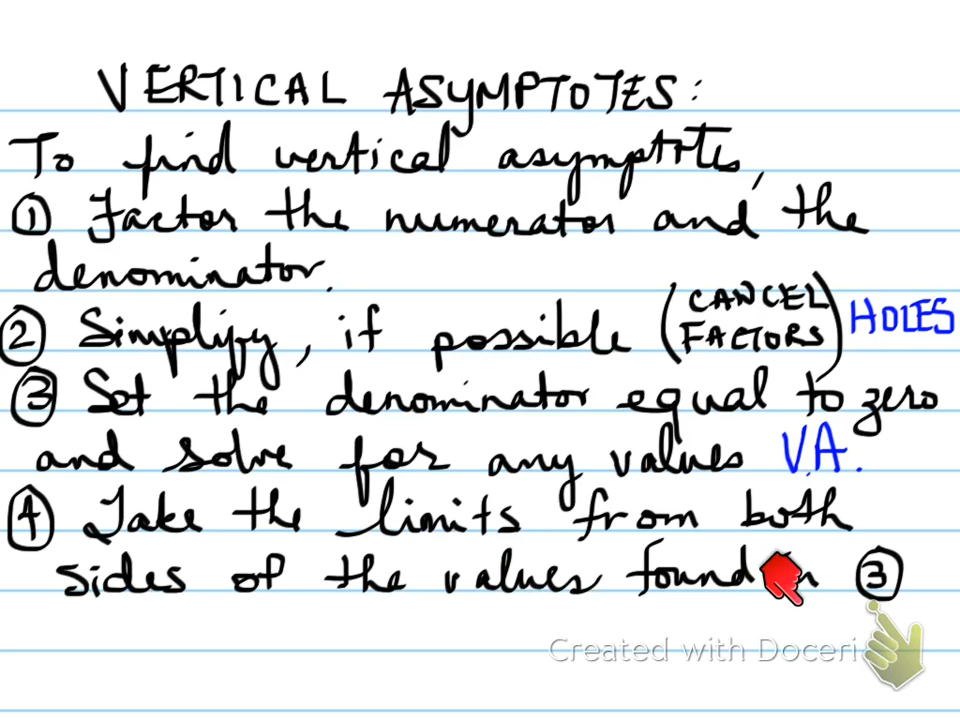 VERTICAL ASYMPTOTES:
To find vertical asymptotes,
① Factor the numerator and the
denominator.
② Simplify, if possible (CANCEL FACTORS) HOLES
③ Set the denominator equal to zero
and solve for any values V.A.
④ Take the limits from both
sides of the values found ③
Created with Doceri